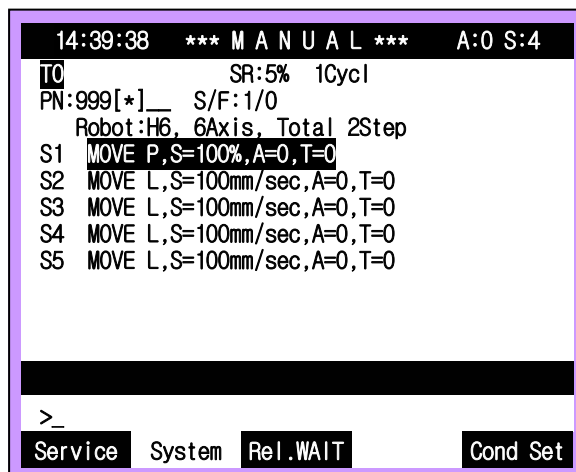 14:39:38 *** M A N U A L *** A:0 S:4
T0 SR:5% 1Cycl
PN:999[*]__ S/F:1/0
Robot:H6, 6Axis, Total 2Step
S1 MOVE P,S=100%,A=0,T=0
S2 MOVE L,S=100mm/sec,A=0,T=0
S3 MOVE L,S=100mm/sec,A=0,T=0
S4 MOVE L,S=100mm/sec,A=0,T=0
S5 MOVE L,S=100mm/sec,A=0,T=0
>_
Service System Rel.WAIT Cond Set